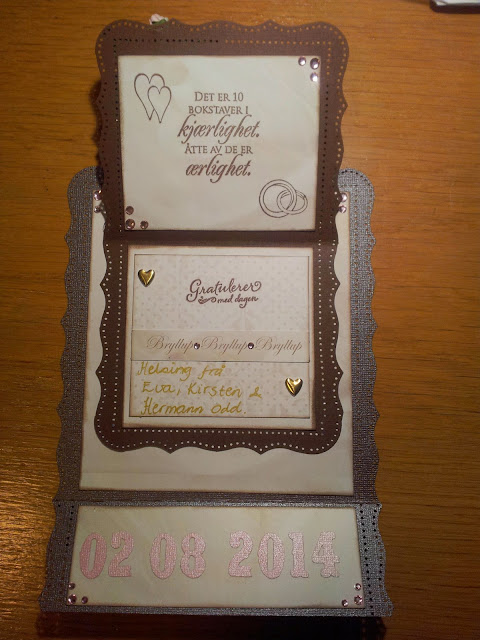 DET ER 10
BOKSTAVER I
kjærlighet.
ÅTTE AV DE ER
ærlighet.
Gratulerer
med dagen
Bryllup Bryllup Bryllup
Helsing frå
Eva, Kirsten &
Hermann Odd.
02 08 2014